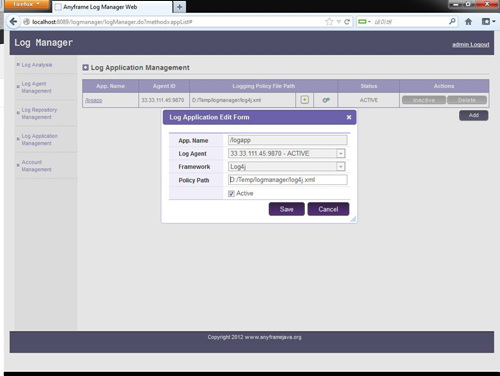 Firefox
Anyframe Log Manager Web
localhost:8089/logmanager/logManager.do?method=appList#
네이버
Log Manager
admin Logout
Log Analysis
Log Agent
Management
Log Repository
Management
Log Application
Management
Account
Management
Log Application Management
App. Name Agent ID Logging Policy File Path Status Actions
/logapp 33.33.111.45:9870 D:/Temp/logmanager/log4j.xml ACTIVE Inactive Delete
Add
Log Application Edit Form
App. Name /logapp
Log Agent 33.33.111.45:9870 - ACTIVE
Framework Log4j
Policy Path D:/Temp/logmanager/log4j.xml
Active
Save Cancel
Copyright 2012 www.anyframejava.org